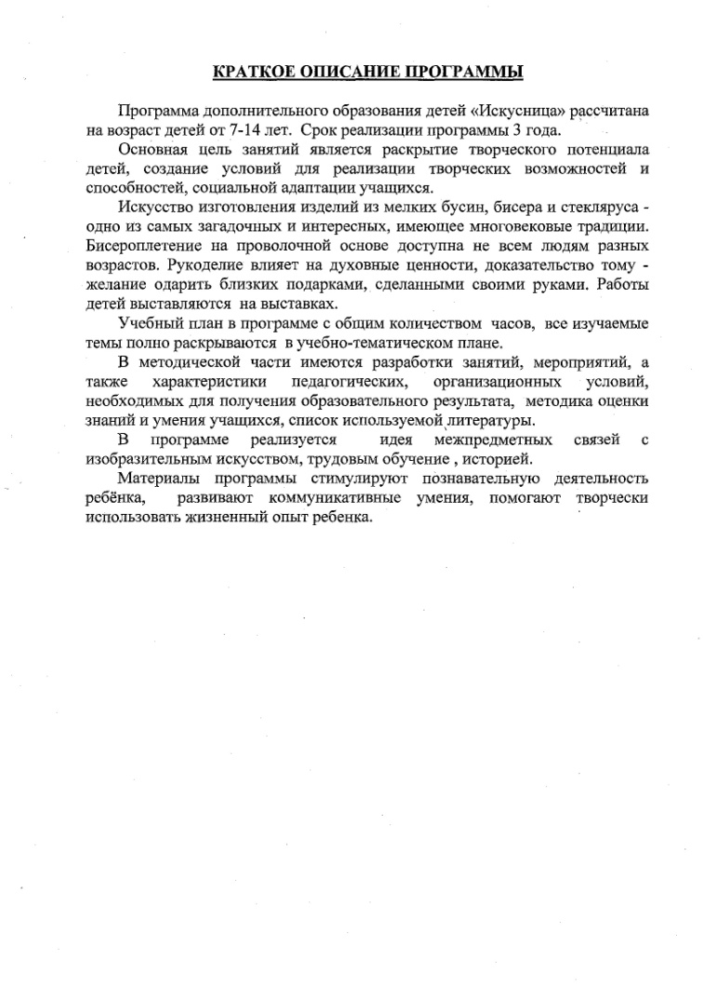 КРАТКОЕ ОПИСАНИЕ ПРОГРАММЫ
Программа дополнительного образования детей «Искусница» рассчитана
на возраст детей от 7-14 лет. Срок реализации программы 3 года.
Основная цель занятий является раскрытие творческого потенциала
детей, создание условий для реализации творческих возможностей и
способностей, социальной адаптации учащихся.
Искусство изготовления изделий из мелких бусин, бисера и стекляруса -
одно из самых загадочных и интересных, имеющее многовековые традиции.
Бисероплетение на проволочной основе доступна не всем людям разных
возрастов. Рукоделие влияет на духовные ценности, доказательство тому -
желание одарить близких подарками, сделанными своими руками. Работы
детей выставляются на выставках.
Учебный план в программе с общим количеством часов, все изучаемые
темы полно раскрываются в учебно-тематическом плане.
В методической части имеются разработки занятий, мероприятий, а
также характеристики педагогических, организационных условий,
необходимых для получения образовательного результата, методика оценки
знаний и умения учащихся, список используемой литературы.
В программе реализуется идея межпредметных связей с
изобразительным искусством, трудовым обучение , историей.
Материалы программы стимулируют познавательную деятельность
ребёнка, развивают коммуникативные умения, помогают творчески
использовать жизненный опыт ребенка.